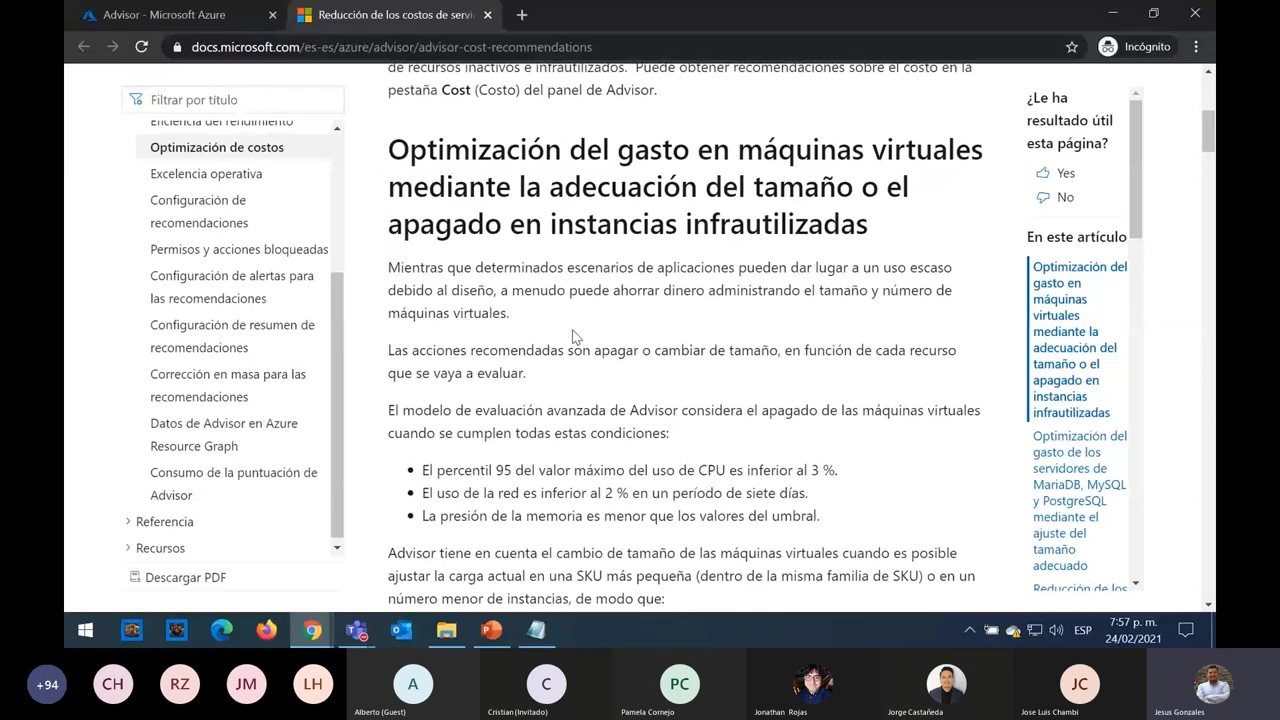 Advisor - Microsoft Azure
Reducción de los costos de servi
docs.microsoft.com/es-es/azure/advisor/advisor-cost-recommendations
Incógnito
Filtrar por título
Eficiencia del rendimiento
Optimización de costos
Excelencia operativa
Configuración de
recomendaciones
Permisos y acciones bloqueadas
Configuración de alertas para
las recomendaciones
Configuración de resumen de
recomendaciones
Corrección en masa para las
recomendaciones
Datos de Advisor en Azure
Resource Graph
Consumo de la puntuación de
Advisor
Referencia
Recursos
Descargar PDF
de recursos inactivos e infrautilizados. Puede obtener recomendaciones sobre el costo en la
pestaña Cost (Costo) del panel de Advisor.
Optimización del gasto en máquinas virtuales
mediante la adecuación del tamaño o el
apagado en instancias infrautilizadas
Mientras que determinados escenarios de aplicaciones pueden dar lugar a un uso escaso
debido al diseño, a menudo puede ahorrar dinero administrando el tamaño y número de
máquinas virtuales.
Las acciones recomendadas son apagar o cambiar de tamaño, en función de cada recurso
que se vaya a evaluar.
El modelo de evaluación avanzada de Advisor considera el apagado de las máquinas virtuales
cuando se cumplen todas estas condiciones:
• El percentil 95 del valor máximo del uso de CPU es inferior al 3 %.
• El uso de la red es inferior al 2 % en un período de siete días.
• La presión de la memoria es menor que los valores del umbral.
Advisor tiene en cuenta el cambio de tamaño de las máquinas virtuales cuando es posible
ajustar la carga actual en una SKU más pequeña (dentro de la misma familia de SKU) o en un
número menor de instancias, de modo que:
¿Le ha
resultado útil
esta página?
Yes
No
En este artículo
Optimización del
gasto en
máquinas
virtuales
mediante la
adecuación del
tamaño o el
apagado en
instancias
infrautilizadas
Optimización del
gasto de los
servidores de
MariaDB, MySQL
y PostgreSQL
mediante el
ajuste del
tamaño
adecuado
Reducción de los
ESP
7:57 p. m.
24/02/2021
+94
CH
RZ
JM
LH
A
C
PC
JC
Alberto (Guest)
Cristian (Invitado)
Pamela Cornejo
Jonathan Rojas
Jorge Castañeda
Jose Luis Chambi
Jesus Gonzales